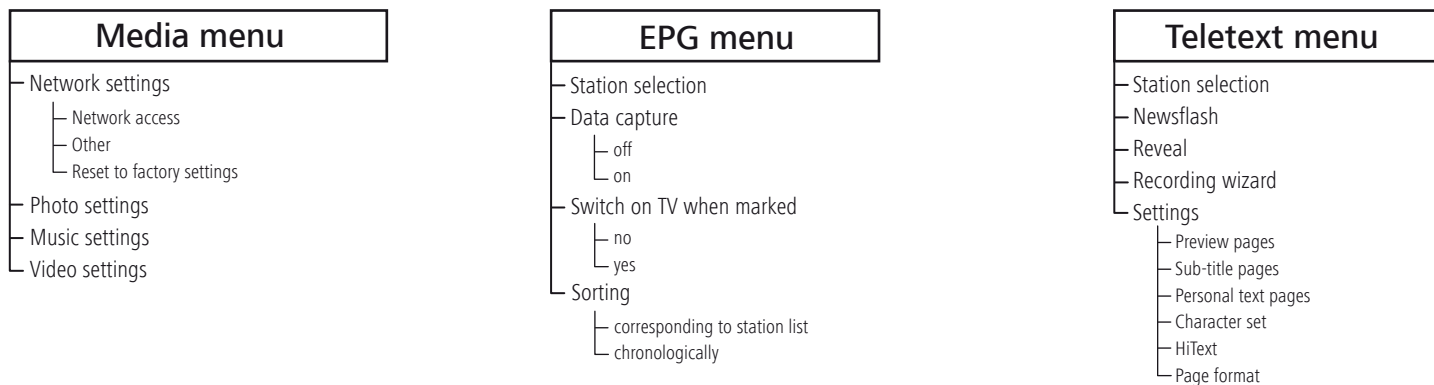 Media menu
Network settings
Network access
Other
Reset to factory settings
Photo settings
Music settings
Video settings
EPG menu
Station selection
Data capture
off
on
Switch on TV when marked
no
yes
Sorting
corresponding to station list
chronologically
Teletext menu
Station selection
Newsflash
Reveal
Recording wizard
Settings
Preview pages
Sub-title pages
Personal text pages
Character set
HiText
Page format